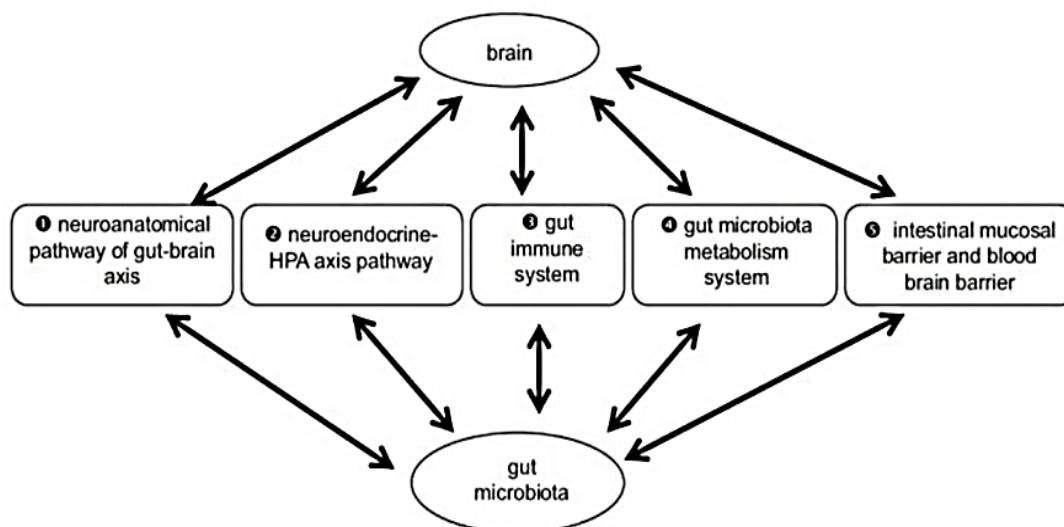 brain
❶ neuroanatomical
pathway of gut-brain
axis
❷ neuroendocrine-
HPA axis pathway
❸ gut
immune
system
❹ gut microbiota
metabolism
system
❺ intestinal mucosal
barrier and blood
brain barrier
gut
microbiota